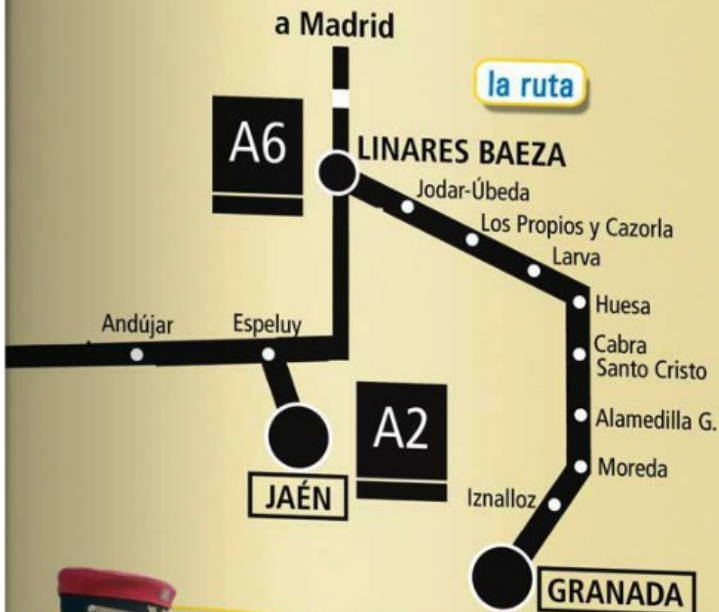 a Madrid
la ruta
A6
LINARES BAEZA
Jodar-Úbeda
Los Propios y Cazorla
Larva
Huesa
Andújar
Espeluy
Cabra
Santo Cristo
A2
Alamedilla G.
Moreda
JAÉN
Iznalloz
GRANADA